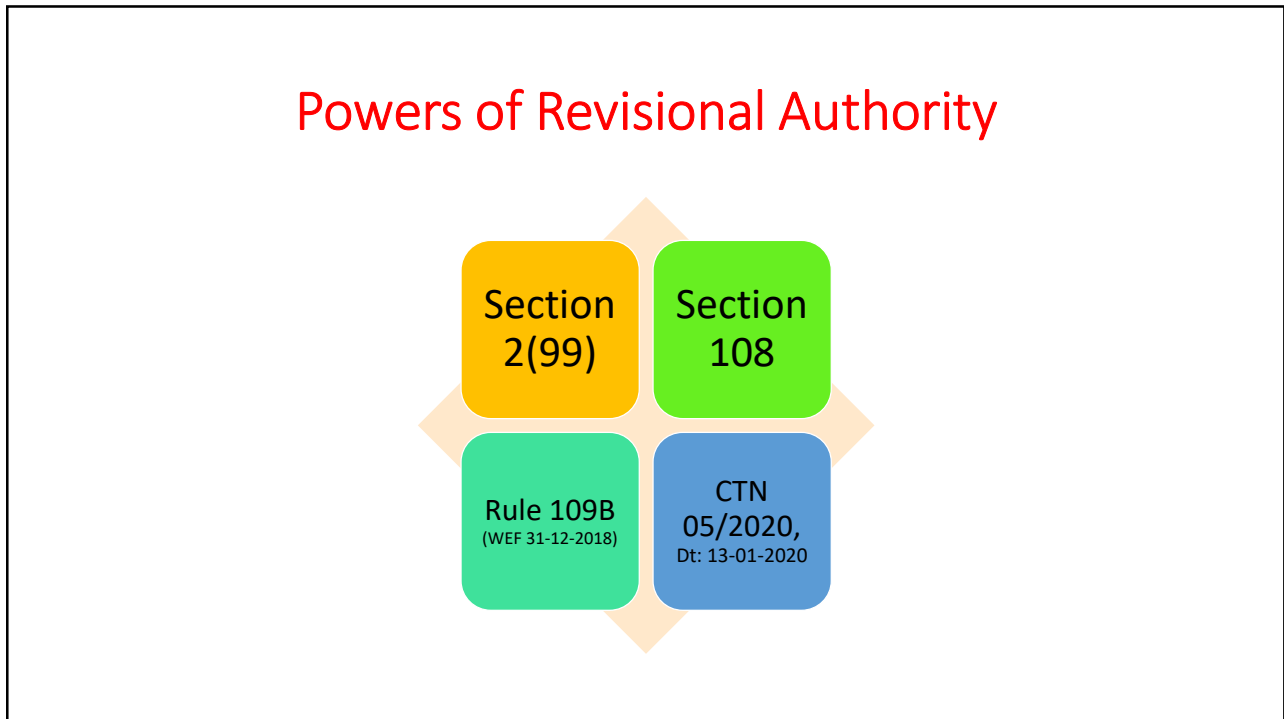 Powers of Revisional Authority
Section
2(99)
Section
108
Rule 109B
(WEF 31-12-2018)
CTN
05/2020,
Dt: 13-01-2020